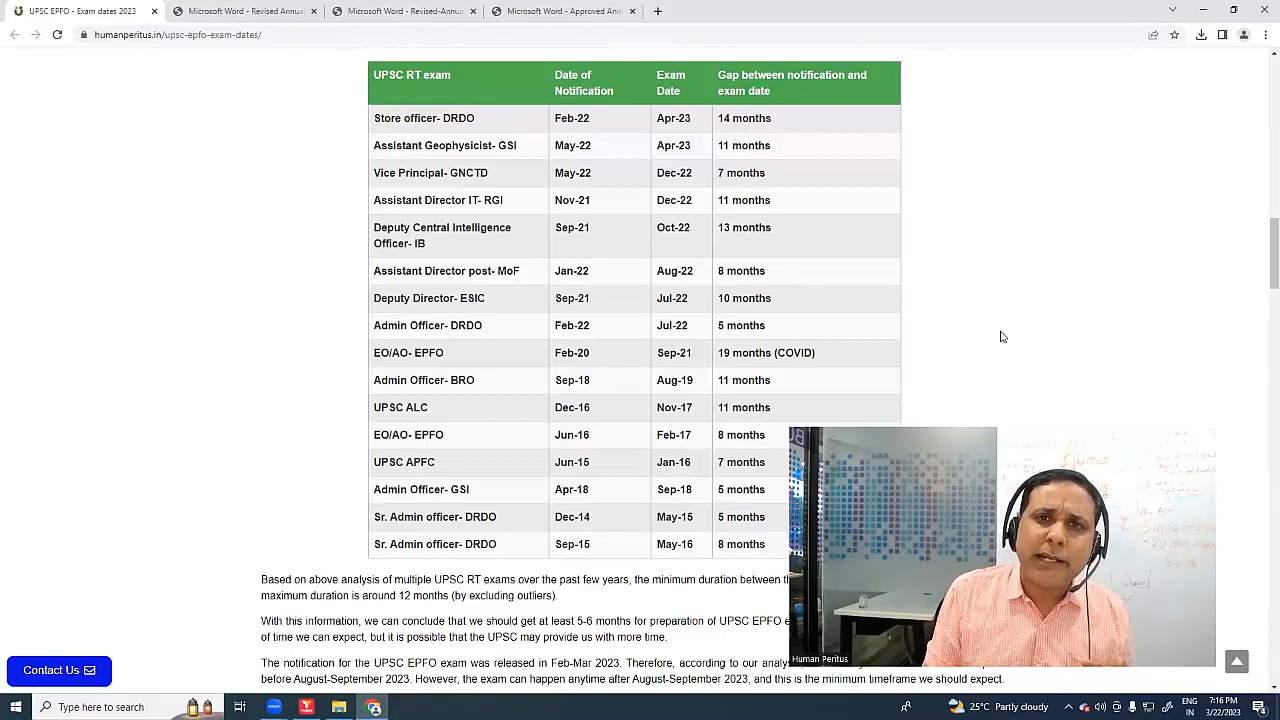 UPSC EPFO - Exam dates 2023
Microsoft Word - Revised Annua
Microsoft Word - Revised-Annua
Microsoft Word - Approved Ann
humanperitus.in/upsc-epfo-exam-dates/
UPSC RT exam Date of Notification Exam Date Gap between notification and exam date
Store officer- DRDO Feb-22 Apr-23 14 months
Assistant Geophysicist- GSI May-22 Apr-23 11 months
Vice Principal- GNCTD May-22 Dec-22 7 months
Assistant Director IT- RGI Nov-21 Dec-22 11 months
Deputy Central Intelligence Officer- IB Sep-21 Oct-22 13 months
Assistant Director post- MoF Jan-22 Aug-22 8 months
Deputy Director- ESIC Sep-21 Jul-22 10 months
Admin Officer- DRDO Feb-22 Jul-22 5 months
EO/AO- EPFO Feb-20 Sep-21 19 months (COVID)
Admin Officer- BRO Sep-18 Aug-19 11 months
UPSC ALC Dec-16 Nov-17 11 months
EO/AO- EPFO Jun-16 Feb-17 8 months
UPSC APFC Jun-15 Jan-16 7 months
Admin Officer- GSI Apr-18 Sep-18 5 months
Sr. Admin officer- DRDO Dec-14 May-15 5 months
Sr. Admin officer- DRDO Sep-15 May-16 8 months
Based on above analysis of multiple UPSC RT exams over the past few years, the minimum duration between
maximum duration is around 12 months (by excluding outliers).
With this information, we can conclude that we should get at least 5-6 months for preparation of UPSC EPFO
of time we can expect, but it is possible that the UPSC may provide us with more time.
The notification for the UPSC EPFO exam was released in Feb-Mar 2023. Therefore, according to our
before August-September 2023. However, the exam can happen anytime after August-September 2023, and this is the minimum timeframe we should expect.
Human Peritus
Contact Us
Type here to search
25°C Partly cloudy
ENG
IN
7:16 PM
3/22/2023
4